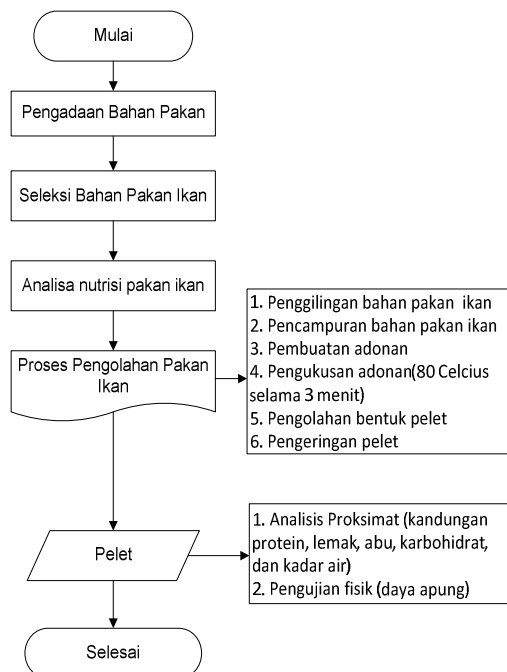 Mulai
Pengadaan Bahan Pakan
Seleksi Bahan Pakan Ikan
Analisa nutrisi pakan ikan
Proses Pengolahan Pakan
Ikan
1. Penggilingan bahan pakan ikan
2. Pencampuran bahan pakan ikan
3. Pembuatan adonan
4. Pengukusan adonan(80 Celcius
selama 3 menit)
5. Pengolahan bentuk pelet
6. Pengeringan pelet
Pelet
1. Analisis Proksimat (kandungan
protein, lemak, abu, karbohidrat,
dan kadar air)
2. Pengujian fisik (daya apung)
Selesai